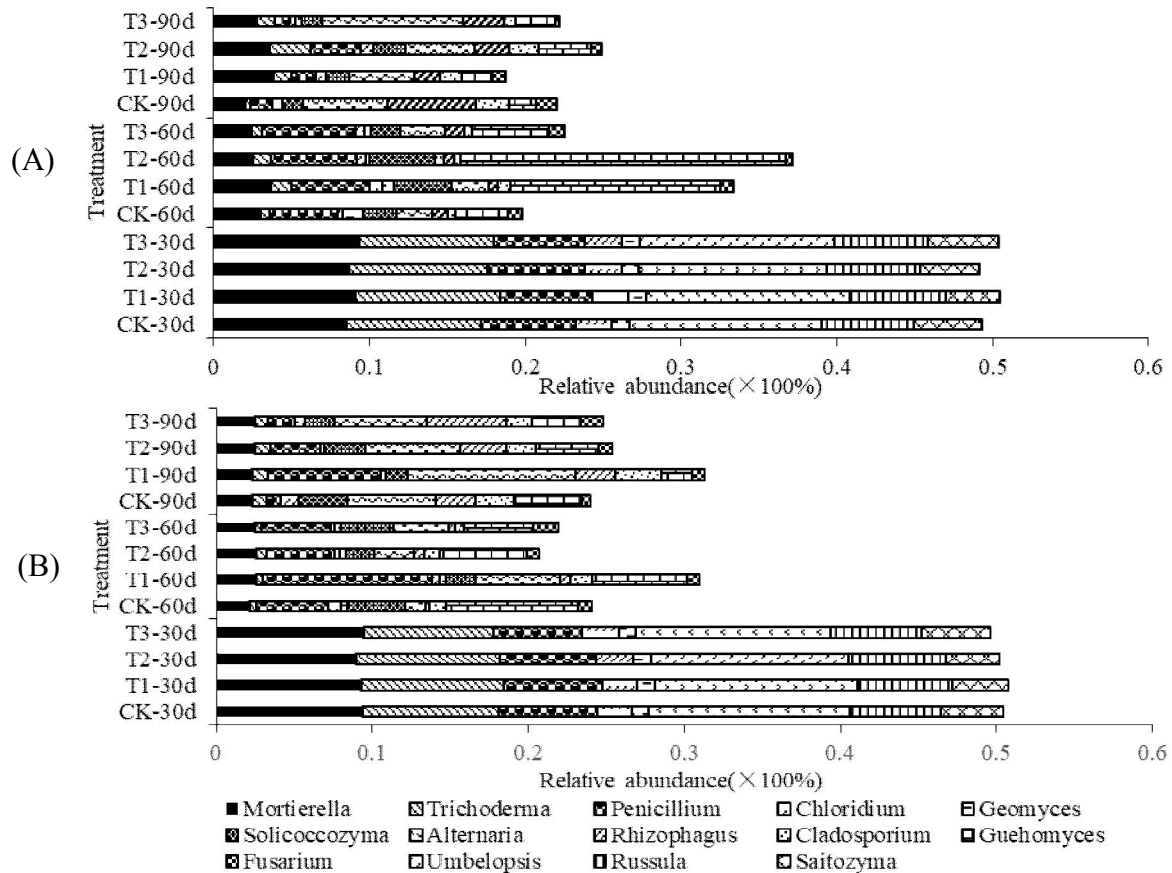 (A)
Treatment
T3-90d
T2-90d
T1-90d
CK-90d
T3-60d
T2-60d
T1-60d
CK-60d
T3-30d
T2-30d
T1-30d
CK-30d
0 0.1 0.2 0.3 0.4 0.5 0.6
Relative abundance(×100%)
(B)
Treatment
T3-90d
T2-90d
T1-90d
CK-90d
T3-60d
T2-60d
T1-60d
CK-60d
T3-30d
T2-30d
T1-30d
CK-30d
0 0.1 0.2 0.3 0.4 0.5 0.6
Relative abundance(×100%)
Mortierella Trichoderma Penicillium Chloridium Geomyces
Solicoccozyma Alternaria Rhizophagus Cladosporium Guehomyces
Fusarium Umbelopsis Russula Saitozyma